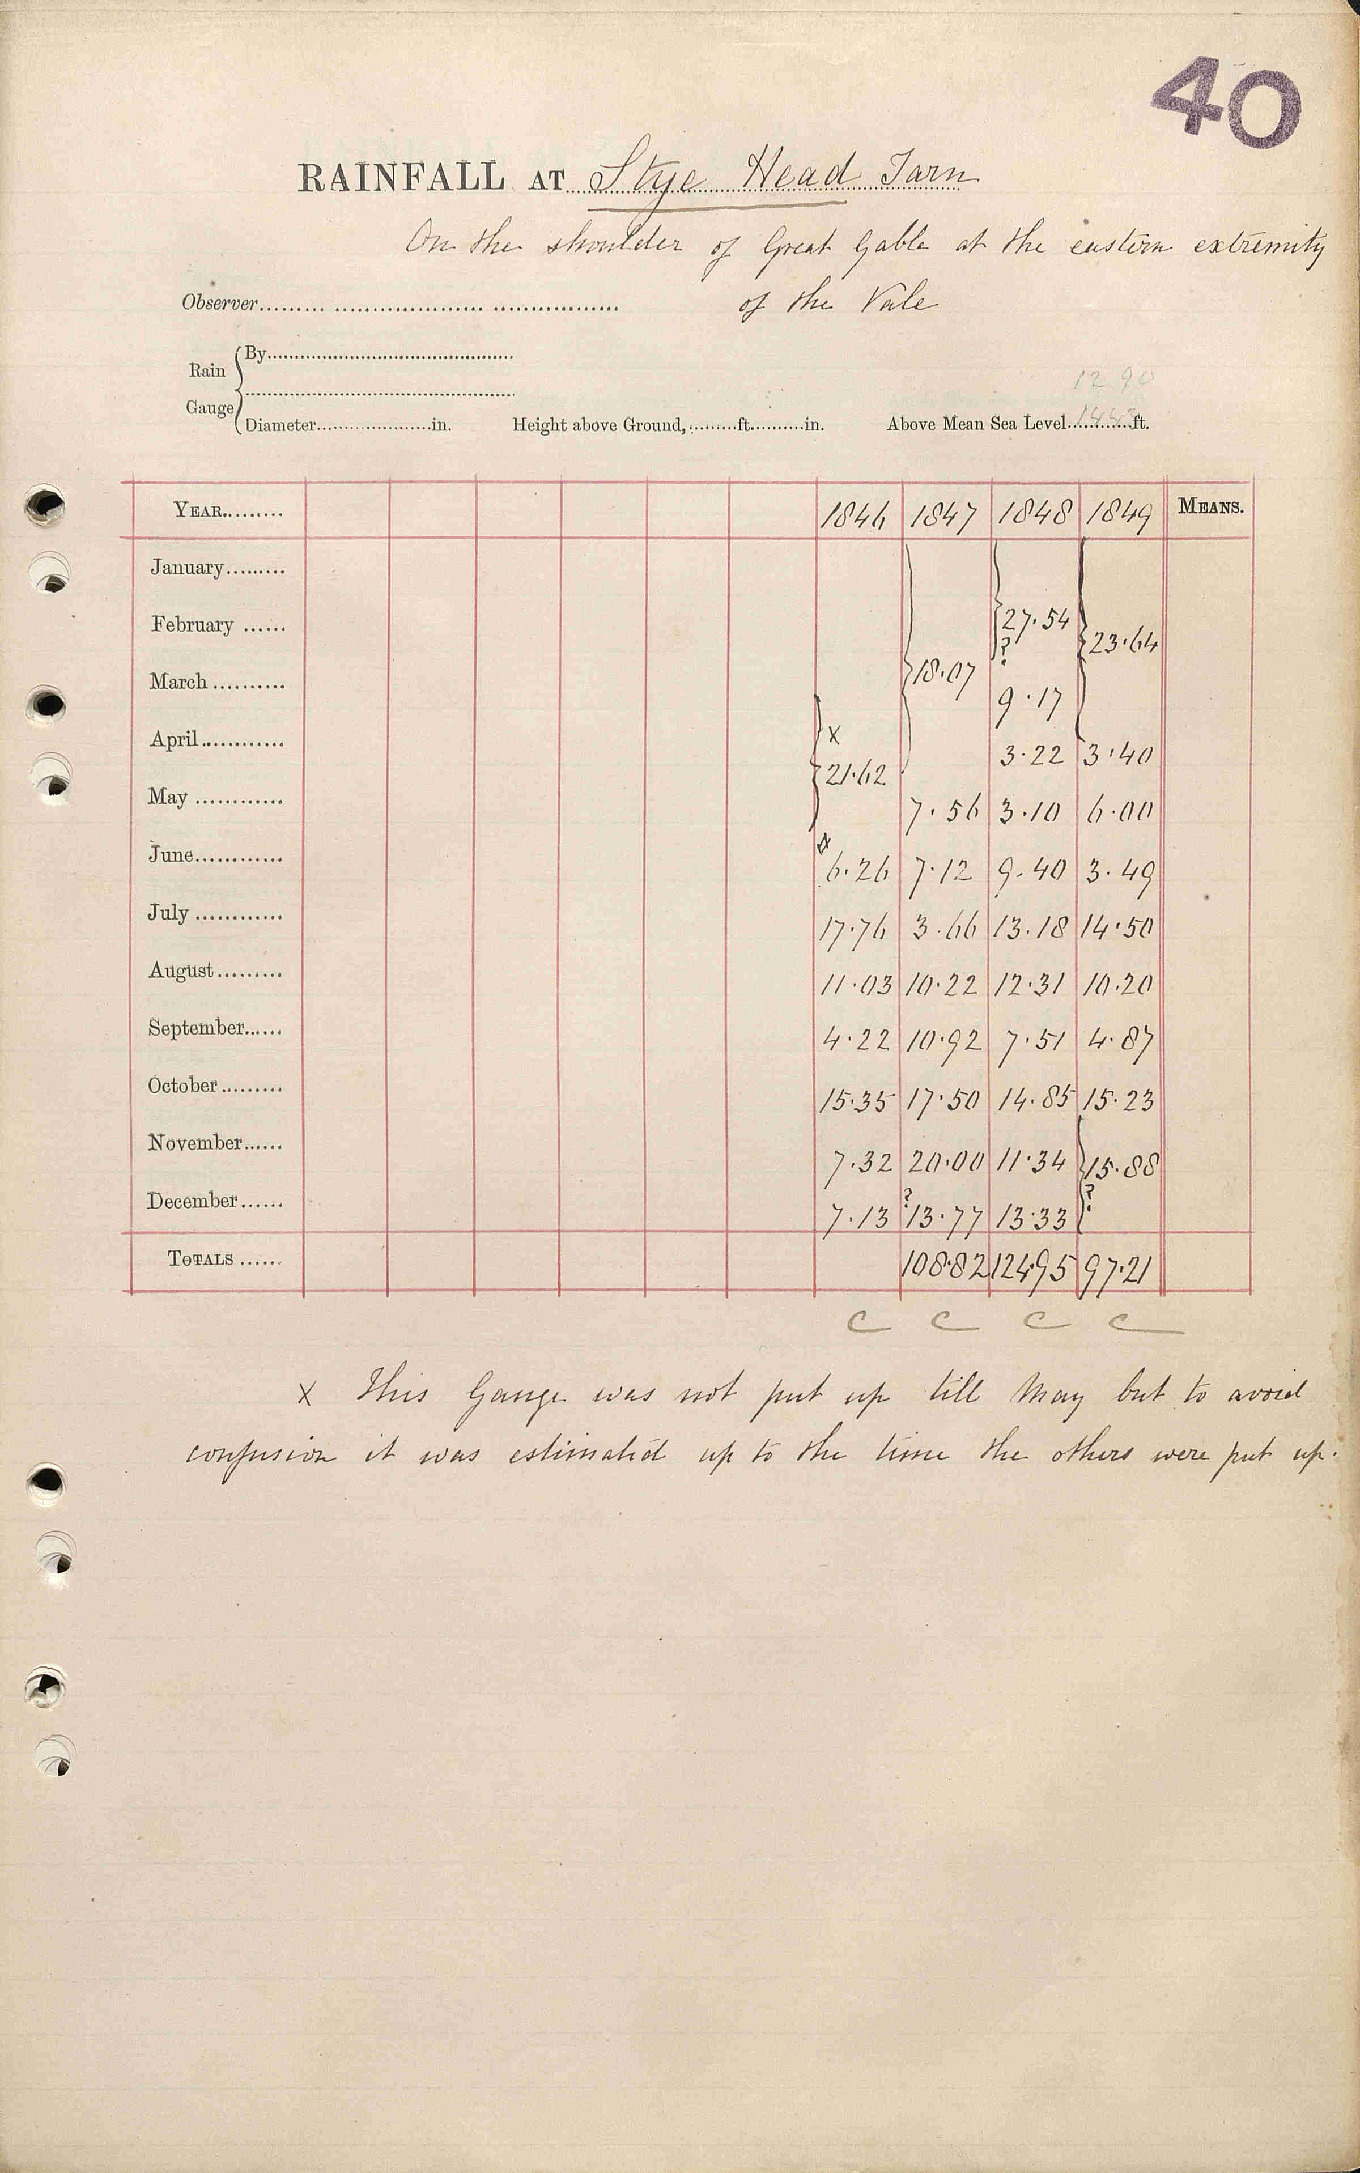 40
RAINFALL AT Stye Head Tarn
On the shoulder of Great Gable at the eastern extremity
Observer.......... of the Vale
Rain Gauge { By..........
1290
Diameter..........in. Height above Ground,..........ft..........in. Above Mean Sea Level 1448 ft.
YEAR......... 1846 1847 1848 1849 MEANS.
January.........
February ...... 27.54 23.64
? 
March .......... 18.07 9.17
April............ x 3.22 3.40
21.62
May ............ 7.56 3.10 6.00
June............ x 6.26 7.12 9.40 3.49
July ............ 17.76 3.66 13.18 14.50
August......... 11.03 10.22 12.31 10.20
September...... 4.22 10.92 7.51 4.87
October......... 15.35 17.50 14.85 15.23
November...... 7.32 20.00 11.34 15.88
December...... 7.13 ? 13.77 13.33 ?
TOTALS ...... 108.82 124.95 97.21
C C C C
x This Gauge was not put up till May but to avoid
confusion it was estimated up to the time the others were put up.